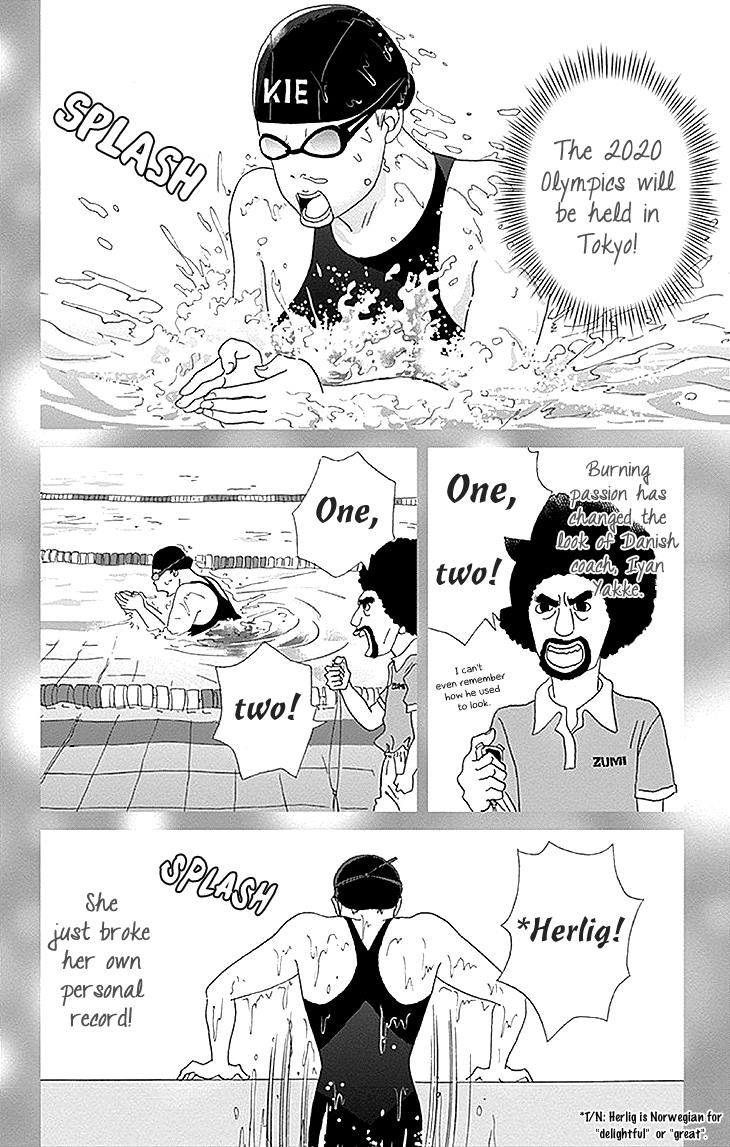 KIE
SPLASH
The 2020
Olympics will
be held in
Tokyo!
One,
two!
ZUMI
One,
two!
Burning
passion has
changed the
look of Danish
coach, Iyan
Yakke.
I can't
even remember
how he used
to look.
ZUMI
SPLASH
She
just broke
her own
personal
record!
*Herlig!
*T/N: Herlig is Norwegian for
"delightful" or "great".